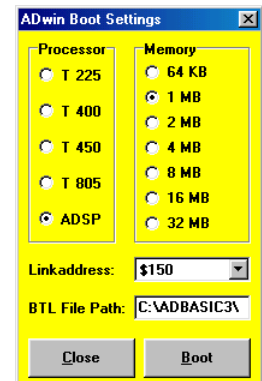 ADwin Boot Settings
Processor
T 225
T 400
T 450
T 805
ADSP
Memory
64 KB
1 MB
2 MB
4 MB
8 MB
16 MB
32 MB
Linkaddress: $150
BTL File Path: C:\ADBASIC3\
Close Boot